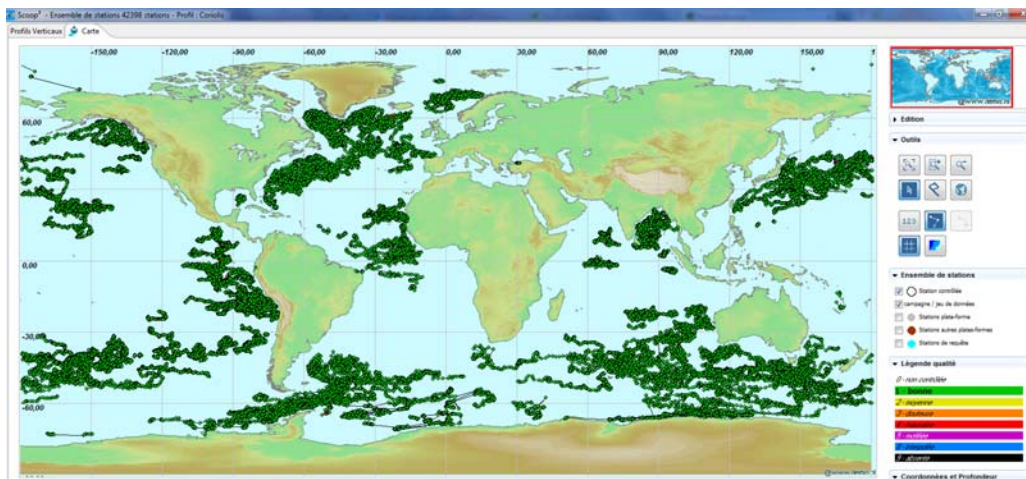 Scoop³ - Ensemble de stations 42398 stations - Profil : Coriolis
Profils Verticaux Carte
-150,00 -120,00 -90,00 -60,00 -30,00 0,00 30,00 60,00 90,00 120,00 150,00 1
60,00
30,00
0,00
-30,00
-60,00
Edition
Outils
123
Ensemble de stations
Station contrôlée
campagne / jeu de données
Stations plate-forme
Stations autres plates-formes
Stations de requête
Légende qualité
0 - non contrôlée
1 - bonne
2 - moyenne
3 - douteuse
4 - mauvaise
5 - modifiée
9 - absente
Coordonnées et Profondeur